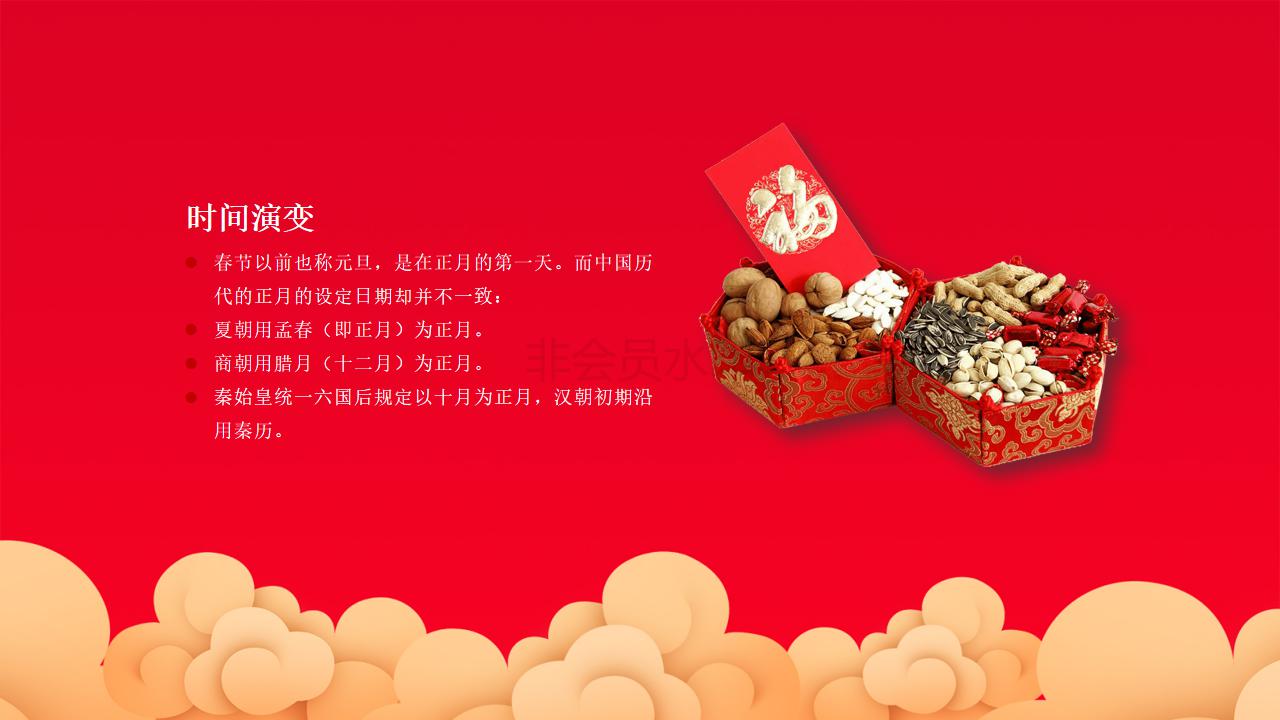 时间演变
春节以前也称元旦，是在正月的第一天。而中国历
代的正月的设定日期却并不一致：
夏朝用孟春（即正月）为正月。
商朝用腊月（十二月）为正月。
秦始皇统一六国后规定以十月为正月，汉朝初期沿
用秦历。
福
非会员水